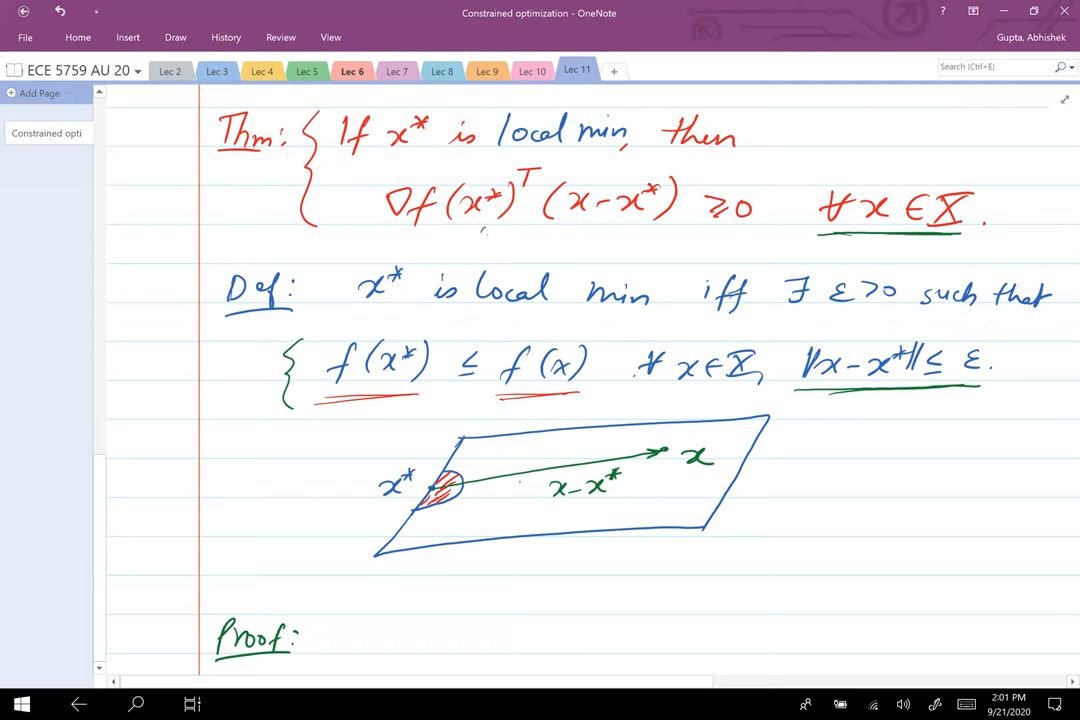 Constrained optimization - OneNote
?
File Home Insert Draw History Review View
Gupta, Abhishek
ECE 5759 AU 20 Lec 2 Lec 3 Lec 4 Lec 5 Lec 6 Lec 7 Lec 8 Lec 9 Lec 10 Lec 11 +
Search (Ctrl+E)
Add Page
Constrained opti
Thm: { If x* is local min, then
∇f(x*)^T (x-x*) ≥0 ∀ x ∈ X.
Def: x* is local min iff ∃ ε>0 such that
{ f(x*) ≤ f(x) ∀ x∈X, ||x-x*|| ≤ ε.
x*
x
x-x*
Proof:
2:01 PM
9/21/2020